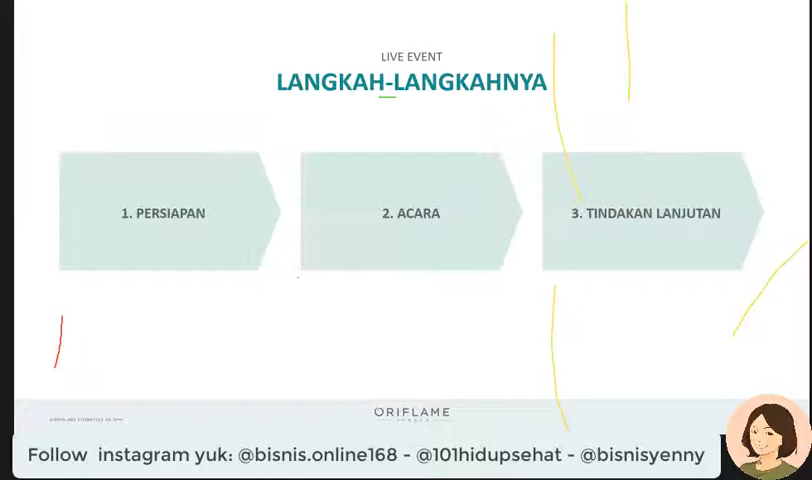 LIVE EVENT
LANGKAH-LANGKAHNYA
1. PERSIAPAN
2. ACARA
3. TINDAKAN LANJUTAN
ORIFLAME
Follow instagram yuk: @bisnis.online168 - @101hidupsehat - @bisnisyenny